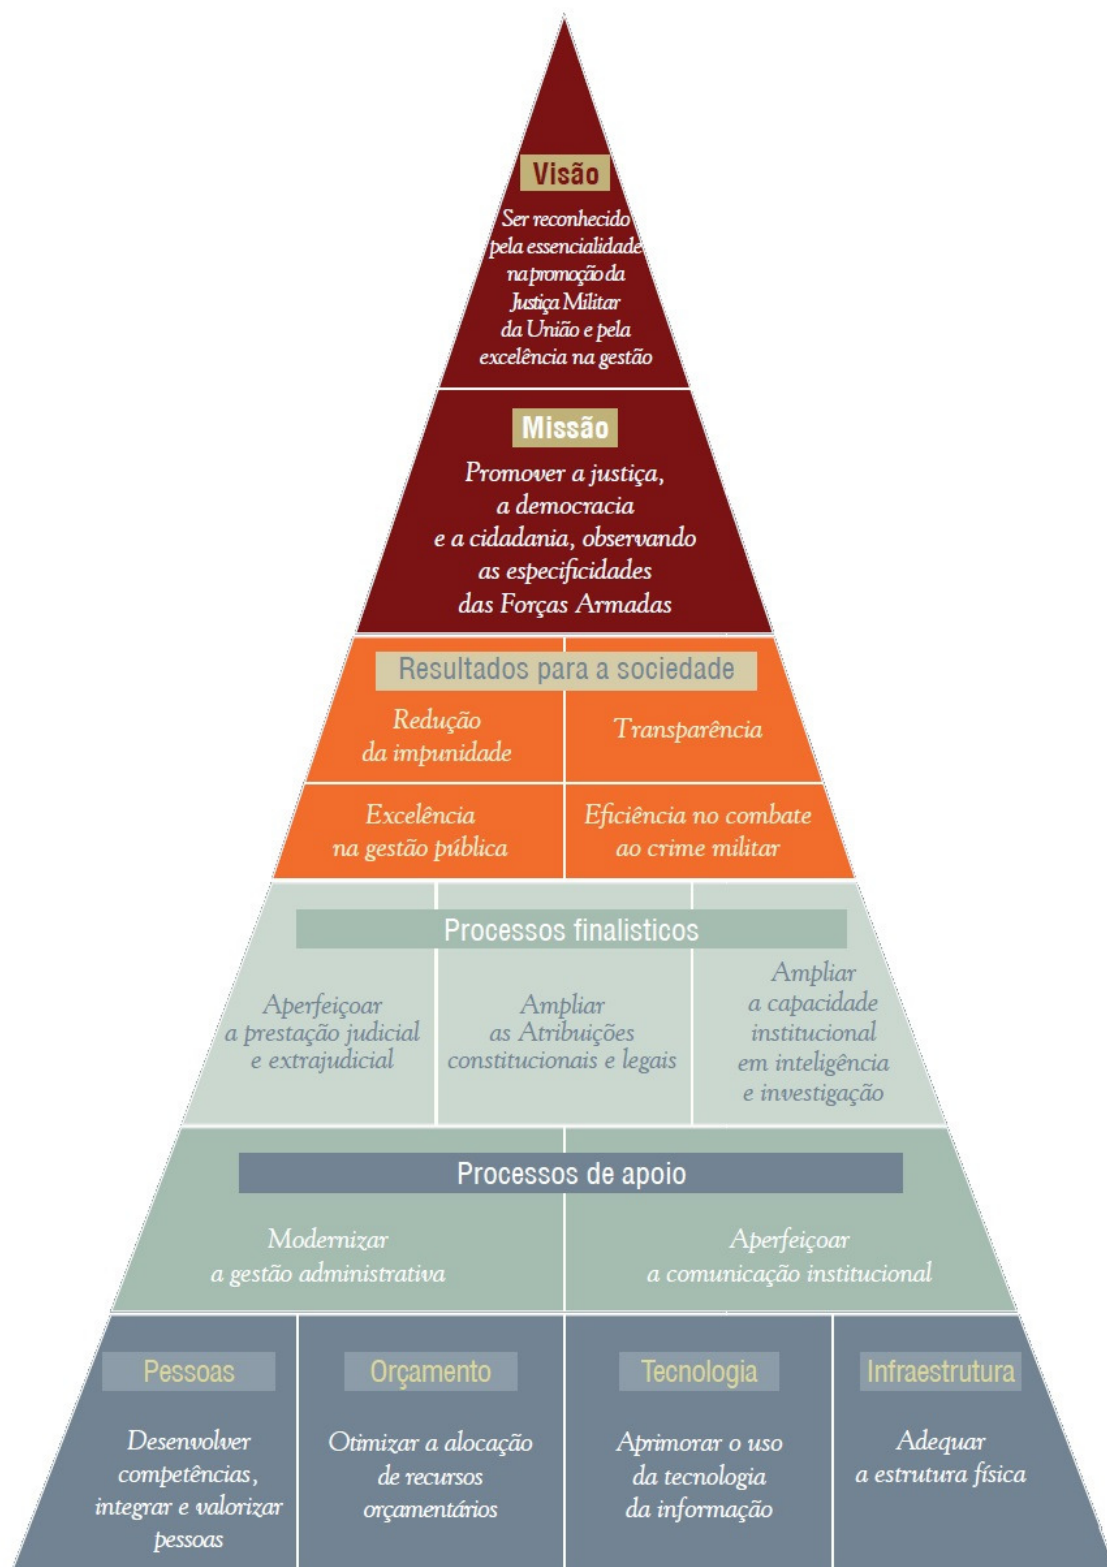 Visão
Ser reconhecido
pela essencialidade
na promoção da
Justiça Militar
da União e pela
excelência na gestão
Missão
Promover a justiça,
a democracia
e a cidadania, observando
as especificidades
das Forças Armadas
Resultados para a sociedade
Redução
da impunidade
Transparência
Excelência
na gestão pública
Eficiência no combate
ao crime militar
Processos finalisticos
Aperfeiçoar
a prestação judicial
e extrajudicial
Ampliar
as Atribuições
constitucionais e legais
Ampliar
a capacidade
institucional
em inteligência
e investigação
Processos de apoio
Modernizar
a gestão administrativa
Aperfeiçoar
a comunicação institucional
Pessoas
Desenvolver
competências,
integrar e valorizar
pessoas
Orçamento
Otimizar a alocação
de recursos
orçamentários
Tecnologia
Aprimorar o uso
da tecnologia
da informação
Infraestrutura
Adequar
a estrutura física